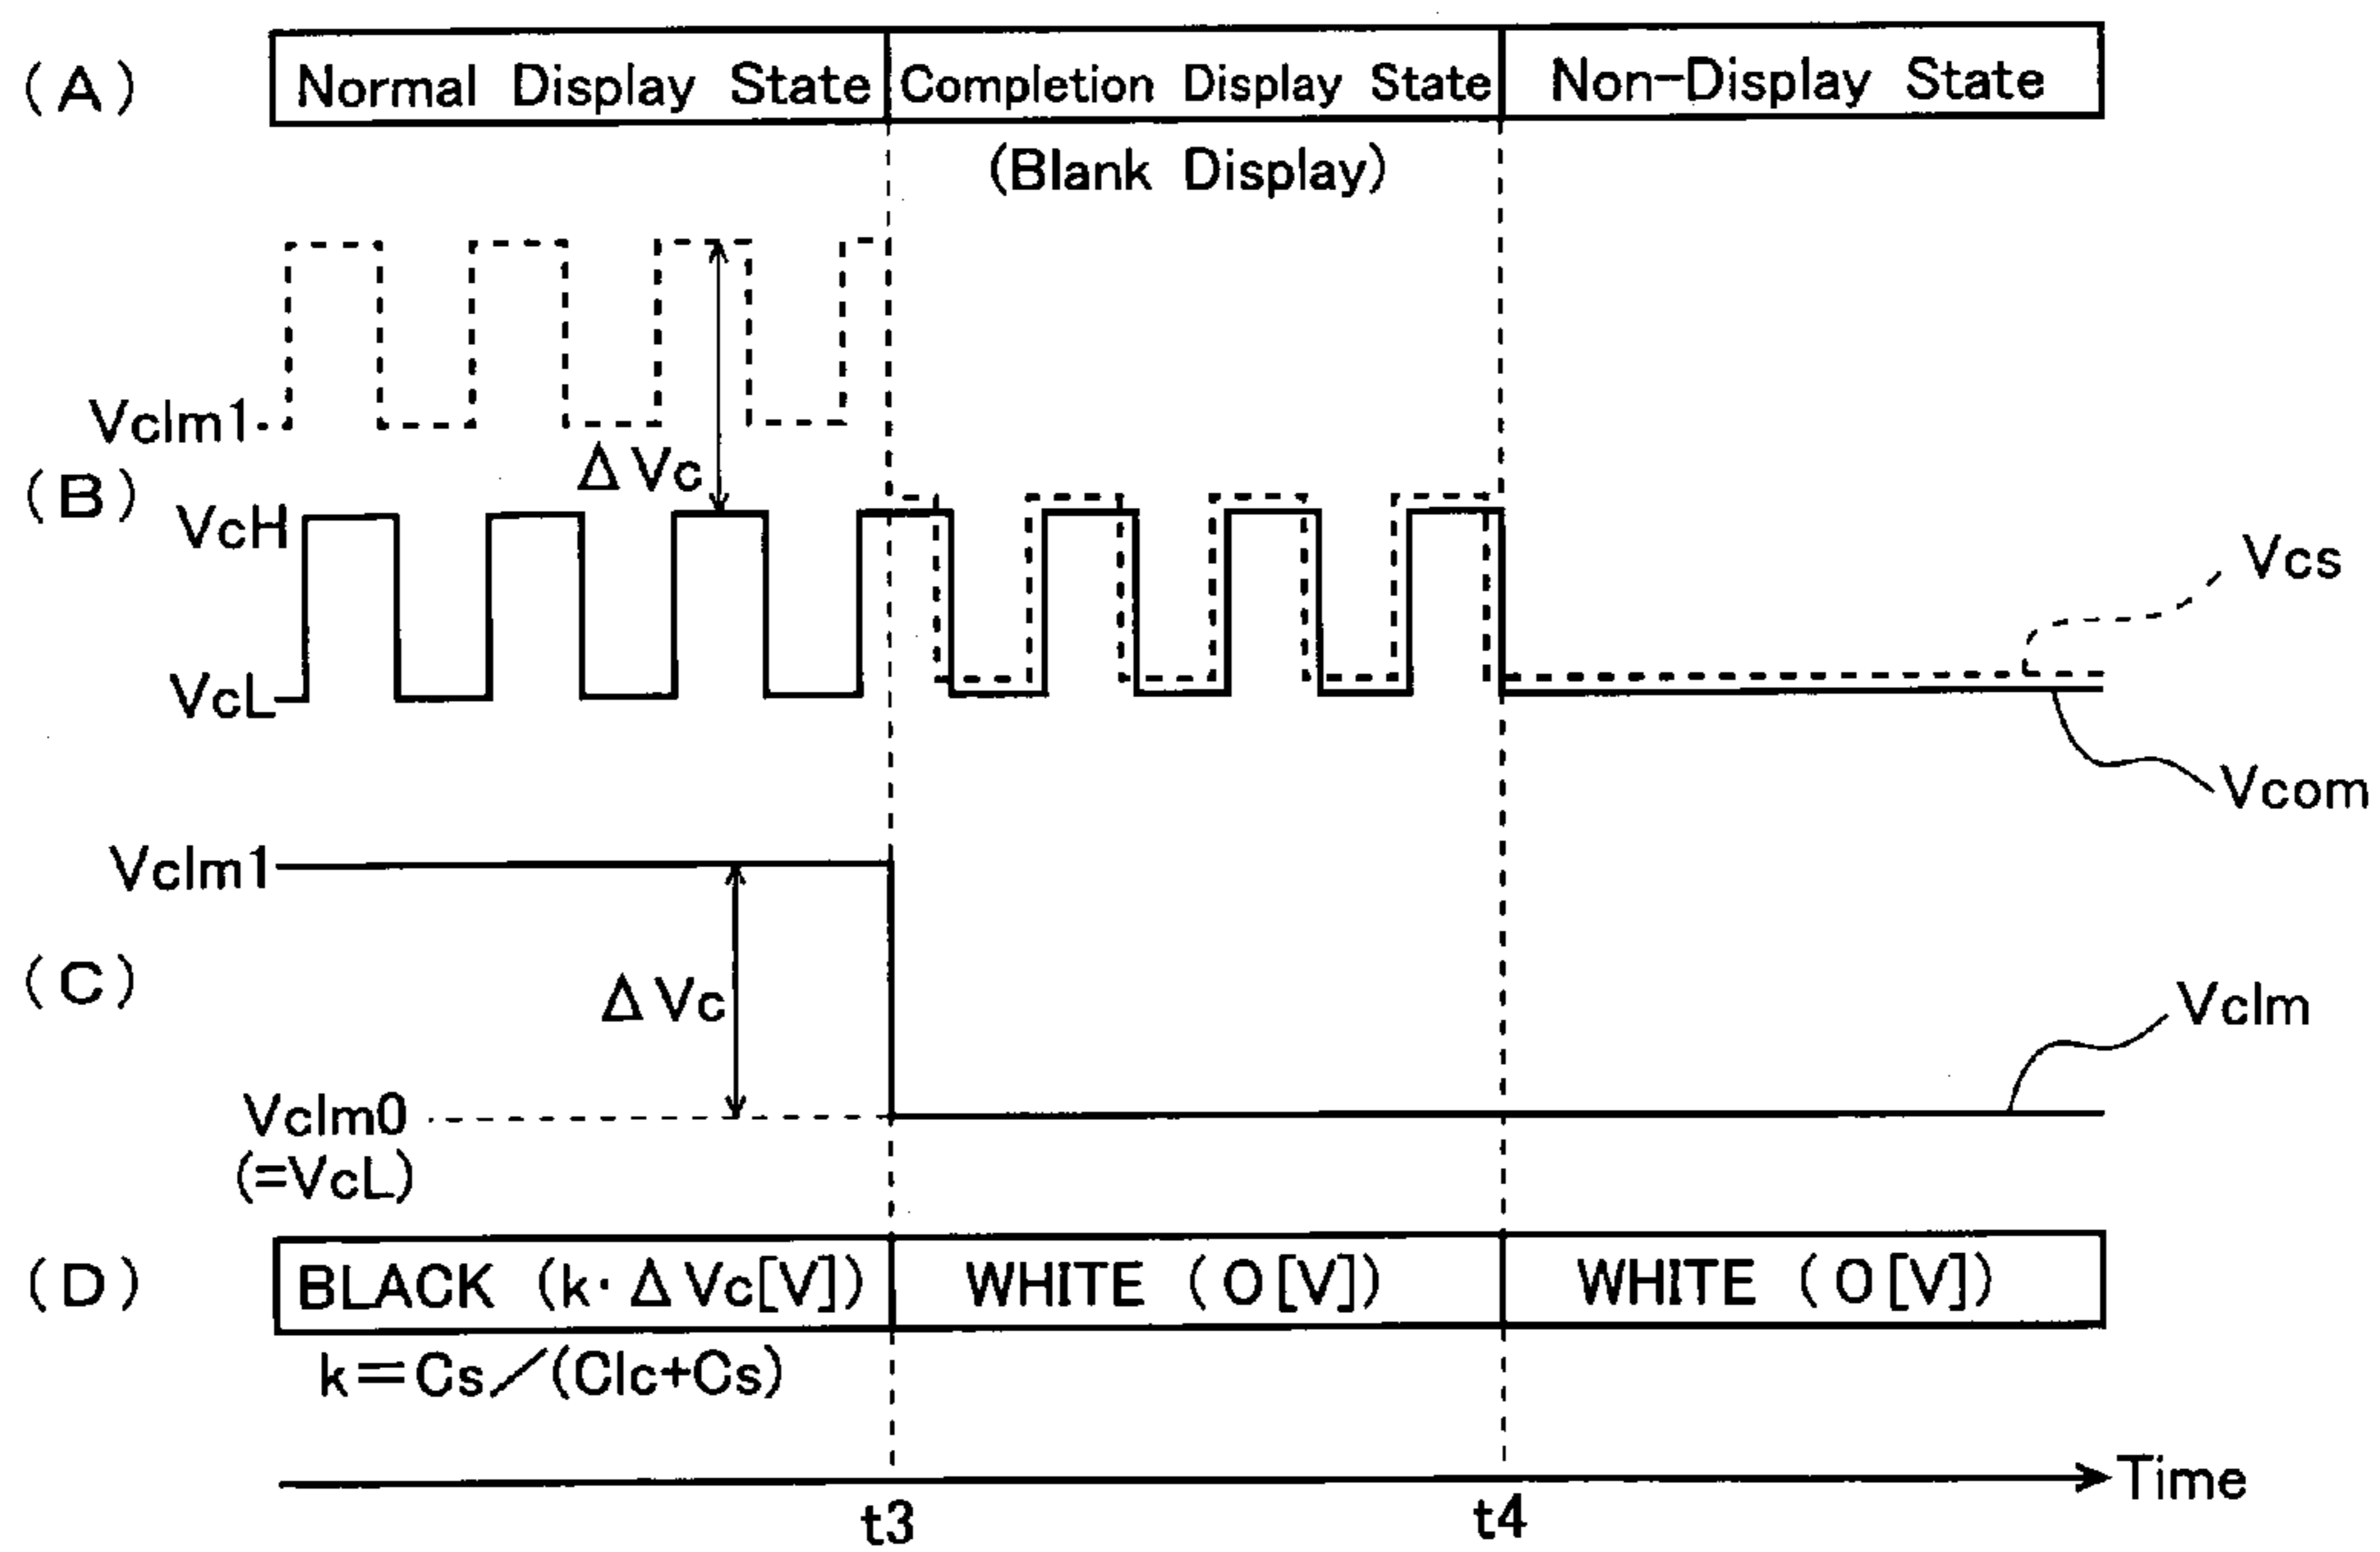 (A) Normal Display State Completion Display State Non-Display State
(Blank Display)
Vclm1
ΔVc
(B)
VcH
Vcs
VcL
Vcom
Vclm1
(C)
ΔVc
Vclm
Vclm0
(=VcL)
(D) BLACK (k·ΔVc[V]) WHITE (0[V]) WHITE (0[V])
k=Cs/(Clc+Cs)
Time
t3 t4